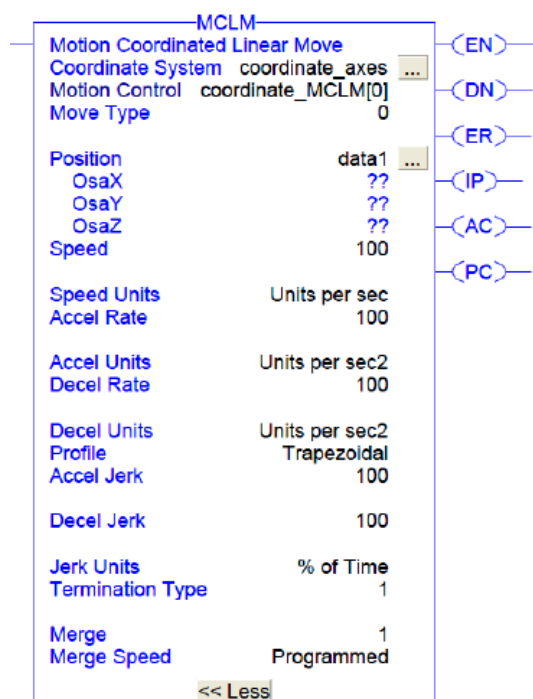 MCLM
Motion Coordinated Linear Move (EN)
Coordinate System coordinate_axes ...
Motion Control coordinate_MCLM[0] (DN)
Move Type 0
(ER)
Position data1 ...
OsaX ?? (IP)
OsaY ??
OsaZ ?? (AC)
Speed 100
(PC)
Speed Units Units per sec
Accel Rate 100
Accel Units Units per sec2
Decel Rate 100
Decel Units Units per sec2
Profile Trapezoidal
Accel Jerk 100
Decel Jerk 100
Jerk Units % of Time
Termination Type 1
Merge 1
Merge Speed Programmed
<< Less